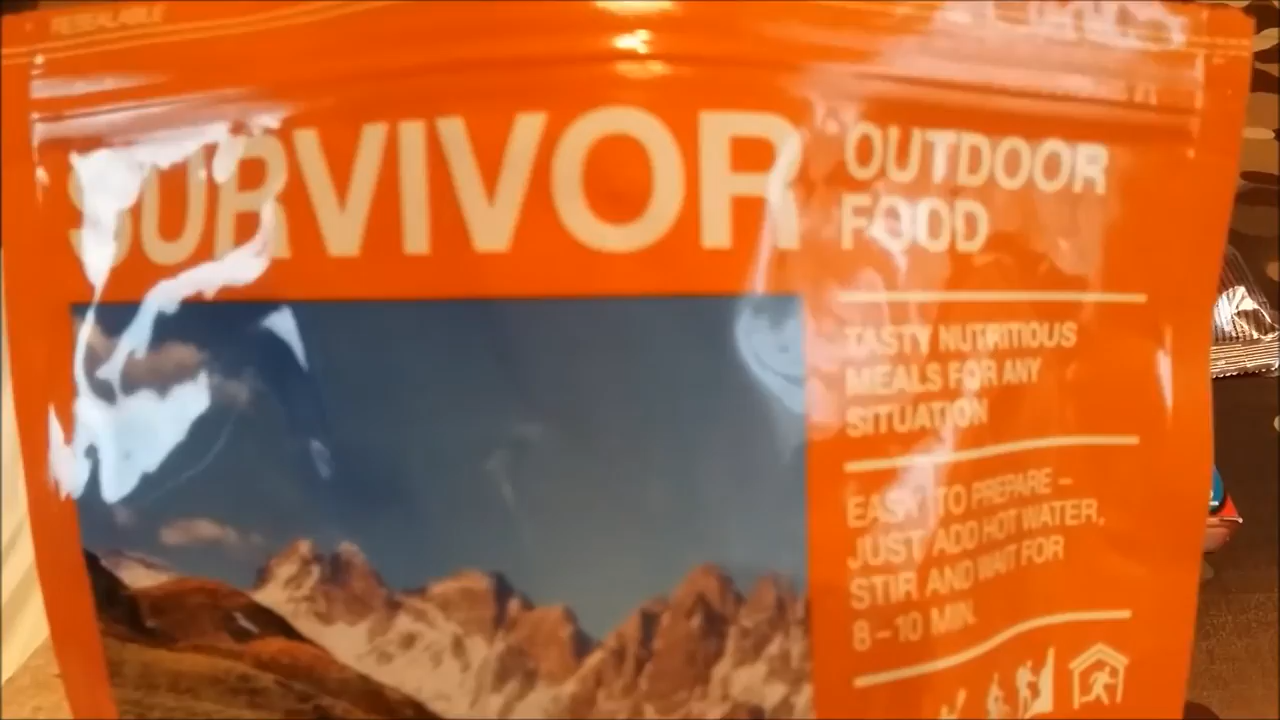 RESEALABLE
SURVIVOR
OUTDOOR
FOOD
TASTY NUTRITIOUS
MEALS FOR ANY
SITUATION
EASY TO PREPARE –
JUST ADD HOT WATER,
STIR AND WAIT FOR
8–10 MIN.